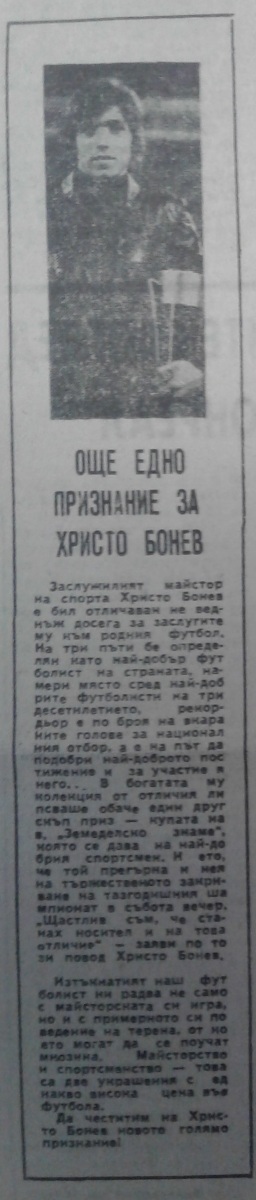 ОЩЕ ЕДНО
ПРИЗНАНИЕ ЗА
ХРИСТО БОНЕВ
Заслужилият майстор
на спорта Христо Бонев
е бил отличаван не вед
нъж досега за заслугите
му към родния футбол.
На три пъти бе опреде
лян като най-добър фут
болист на страната, на-
мери място сред най-доб
рите футболисти на три
десетилетието, рекор-
дьор е по броя на вкара
ните голове за национал
ния отбор, а е на път да
подобри най-доброто пос
тижение и за участие в
него... В богатата му
колекция от отличия ли
псваше обаче един друг
скъп приз — купата на
в. „Земеделско знаме",
която се дава на най-до
брия спортсмен. И ето,
че той прегърна и нея
на тържественото закри-
ване на тазгодишния ша
мпионат в събота вечер.
„Щастлив съм, че ста-
нах носител и на това
отличие" — заяви по то
зи повод Христо Бонев.
Изтъкнатият наш фут
болист ни радва не само
с майсторската си игра,
но и с примерното си по
ведение на терена, от но
ето могат да се поучат
мнозина. Майсторство
и спортсменство — това
са две украшения с ед
накво висока цена във
футбола.
Да честитим на Хрис-
то Бонев новото голямо
признание!